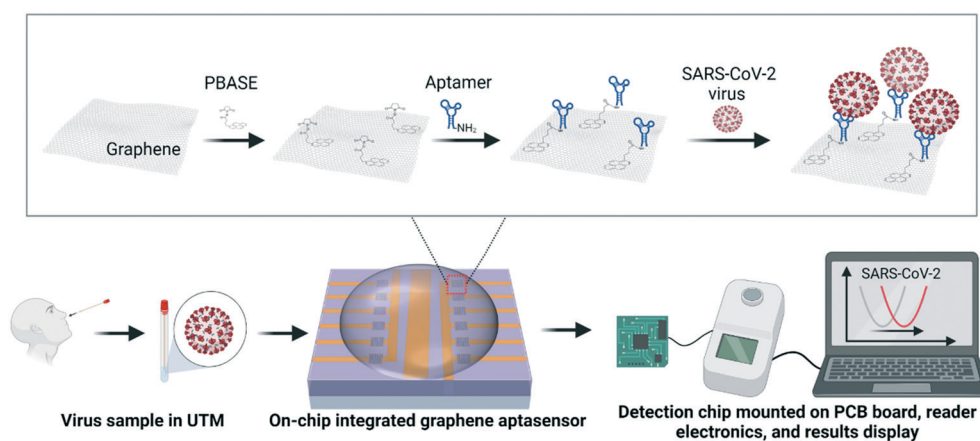 PBASE
Graphene
Aptamer
NH₂
SARS-CoV-2
virus
SARS-CoV-2
Virus sample in UTM
On-chip integrated graphene aptasensor
Detection chip mounted on PCB board, reader
electronics, and results display